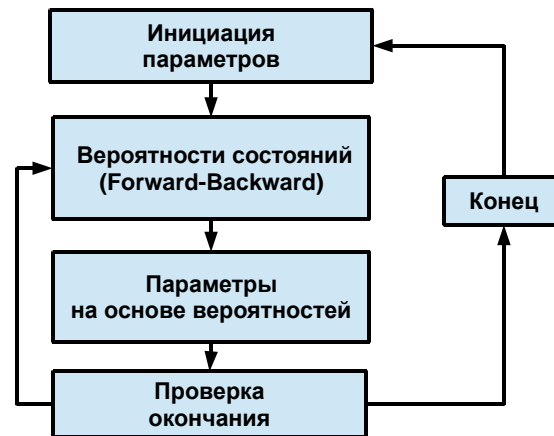 Инициация
параметров
Вероятности состояний
(Forward-Backward)
Конец
Параметры
на основе вероятностей
Проверка
окончания